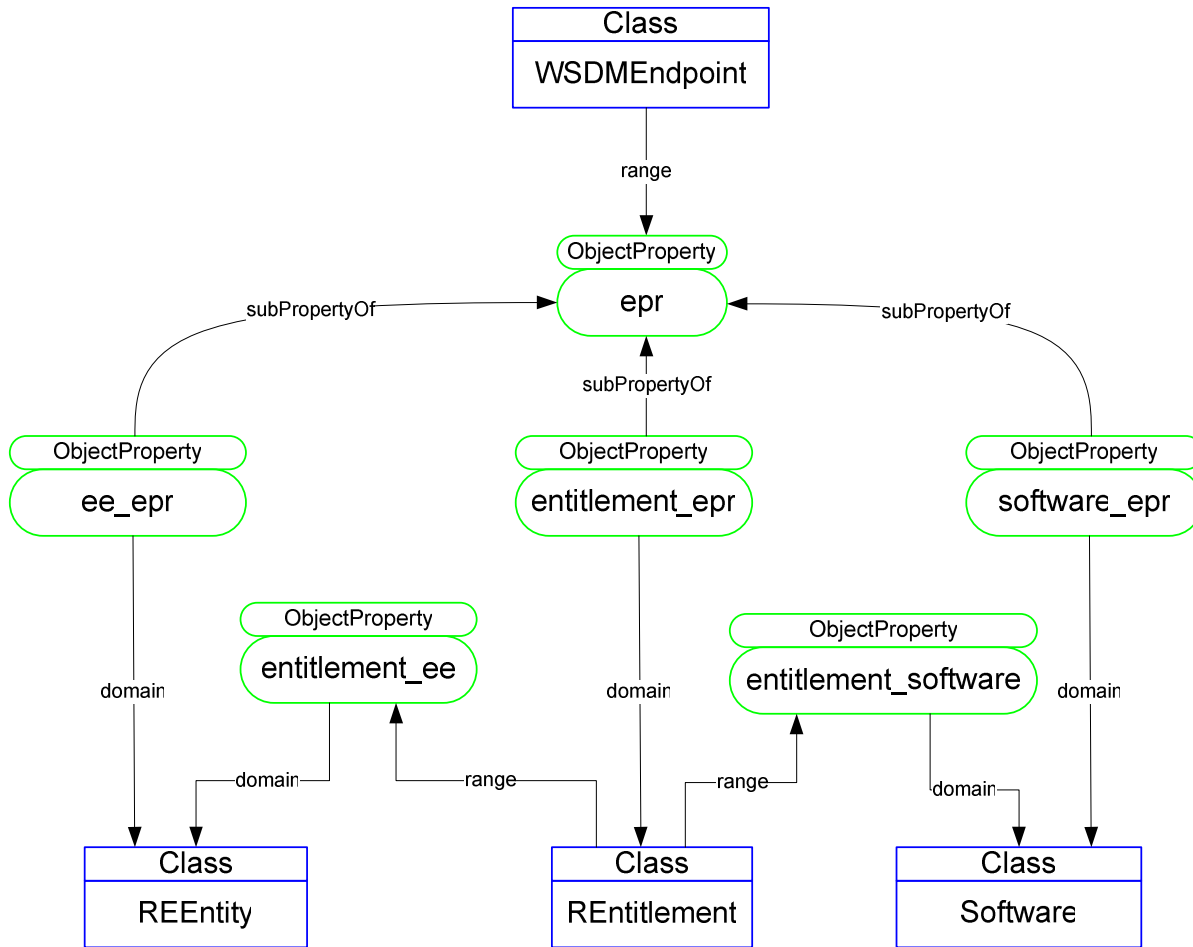 Class
WSDMEndpoint
range
ObjectProperty
epr
subPropertyOf
subPropertyOf
subPropertyOf
ObjectProperty
ee_epr
ObjectProperty
entitlement_epr
ObjectProperty
software_epr
ObjectProperty
entitlement_ee
ObjectProperty
entitlement_software
domain
domain
domain
domain
range
range
domain
Class
REEntity
Class
REntitlement
Class
Software